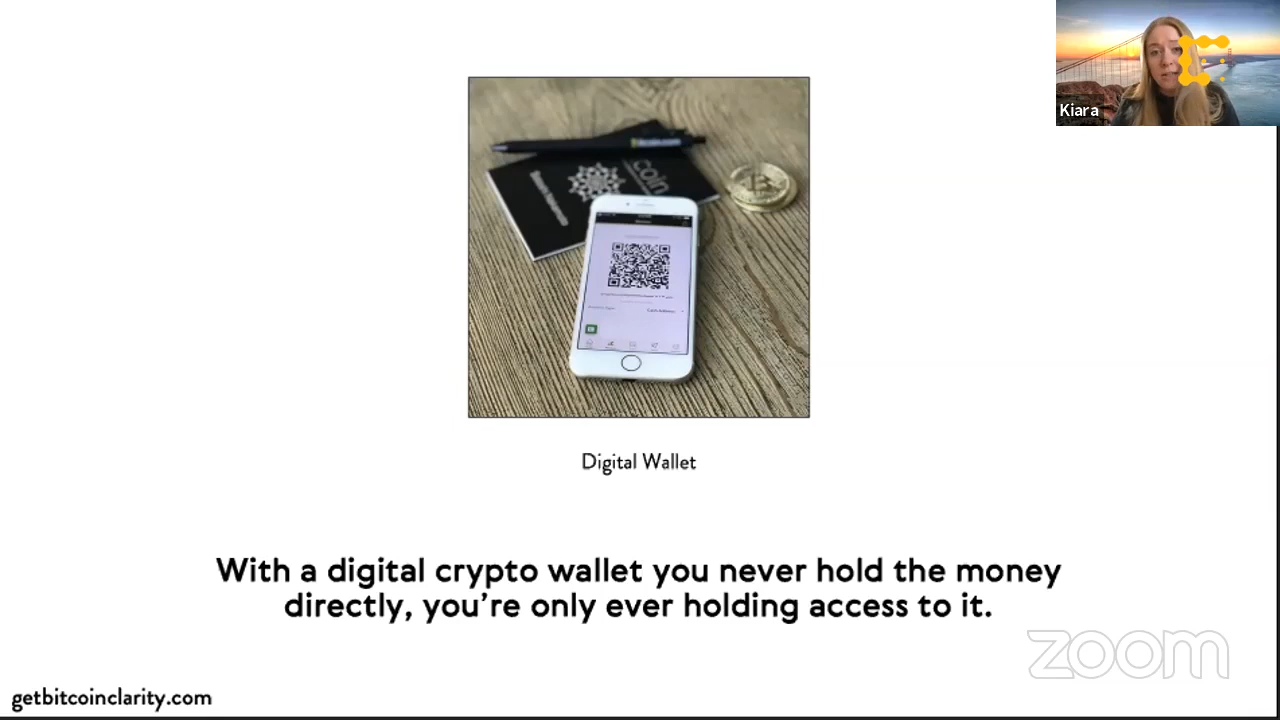 Kiara
coin
Digital Wallet
With a digital crypto wallet you never hold the money
directly, you're only ever holding access to it.
zoom
getbitcoinclarity.com